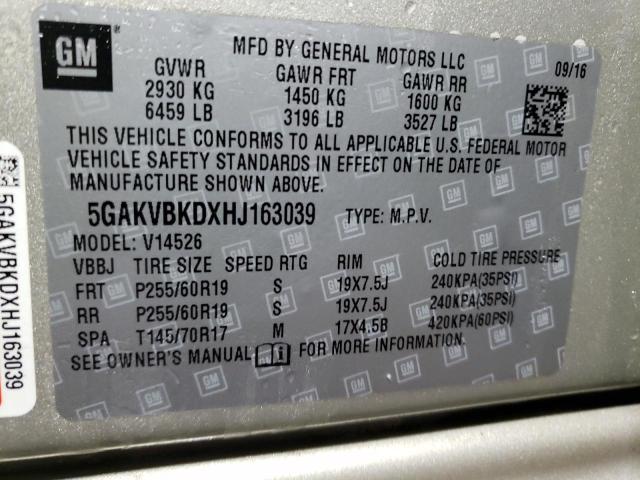 GM
MFD BY GENERAL MOTORS LLC
09/16
GVWR GAWR FRT GAWR RR
2930 KG 1450 KG 1600 KG
6459 LB 3196 LB 3527 LB
THIS VEHICLE CONFORMS TO ALL APPLICABLE U.S. FEDERAL MOTOR
VEHICLE SAFETY STANDARDS IN EFFECT ON THE DATE OF
MANUFACTURE SHOWN ABOVE.
5GAKVBKDXHJ163039 TYPE: M.P.V.
MODEL: V14526
VBBJ TIRE SIZE SPEED RTG RIM COLD TIRE PRESSURE
FRT P255/60R19 S 19X7.5J 240KPA(35PSI)
RR P255/60R19 S 19X7.5J 240KPA(35PSI)
SPA T145/70R17 M 17X4.5B 420KPA(60PSI)
SEE OWNER'S MANUAL FOR MORE INFORMATION.
5GAKVBKDXHJ163039